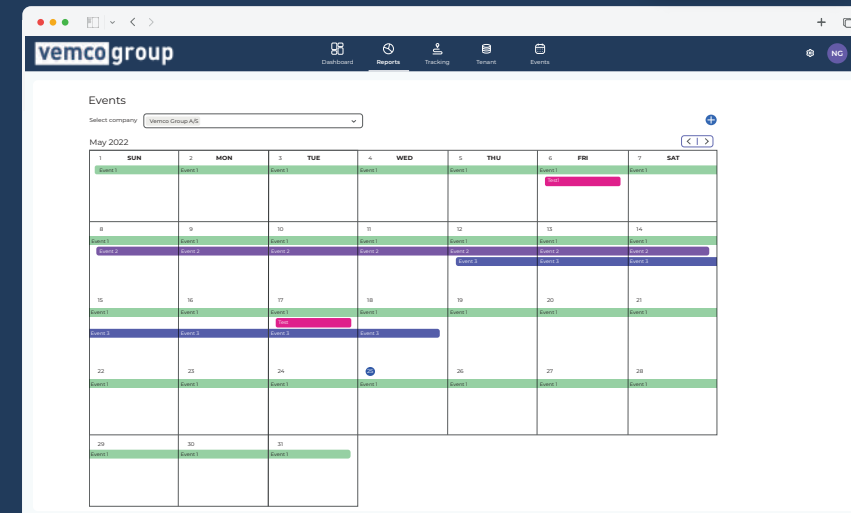 vemcogroup
Dashboard Reports Tracking Tenant Events
NG
Events
Select company Vemco Group A/S
May 2022
1 SUN 2 MON 3 TUE 4 WED 5 THU 6 FRI 7 SAT
Event 1 Event 1 Event 1 Event 1 Event 1 Event 1 Event 1
Test1
8 9 10 11 12 13 14
Event 1 Event 1 Event 1 Event 1 Event 1 Event 1 Event 1
Event 2 Event 2 Event 2 Event 2 Event 2 Event 2 Event 2
Event 3 Event 3 Event 3
15 16 17 18 19 20 21
Event 1 Event 1 Event 1 Event 1 Event 1 Event 1 Event 1
Test
Event 3 Event 3 Event 3 Event 3
22 23 24 25 26 27 28
Event 1 Event 1 Event 1 Event 1 Event 1 Event 1 Event 1
29 30 31
Event 1 Event 1 Event 1